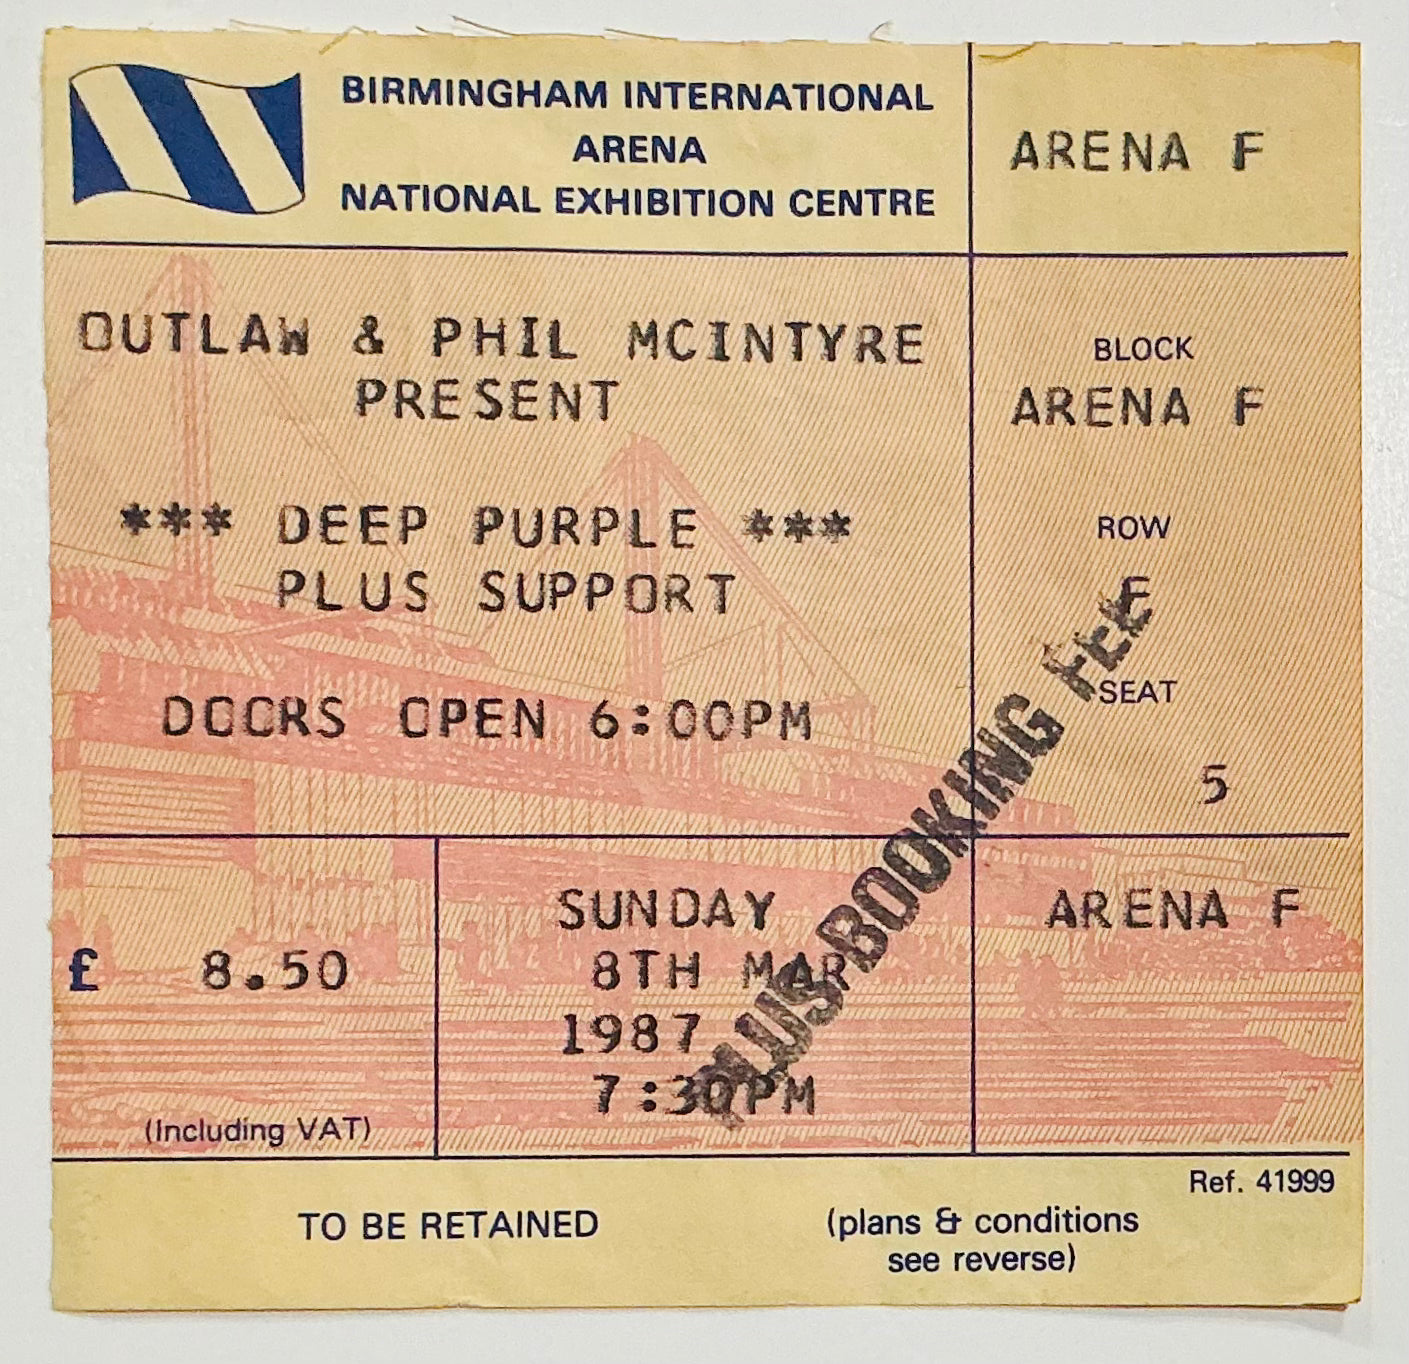 BIRMINGHAM INTERNATIONAL
ARENA
NATIONAL EXHIBITION CENTRE
ARENA F
OUTLAW & PHIL MCINTYRE
PRESENT
*** DEEP PURPLE ***
PLUS SUPPORT
DOORS OPEN 6:00PM
BLOCK
ARENA F
ROW
F
SEAT
5
£ 8.50
(Including VAT)
SUNDAY
8TH MAR
1987
7:30PM
PLUS BOOKING FEE
ARENA F
Ref. 41999
TO BE RETAINED
(plans & conditions
see reverse)